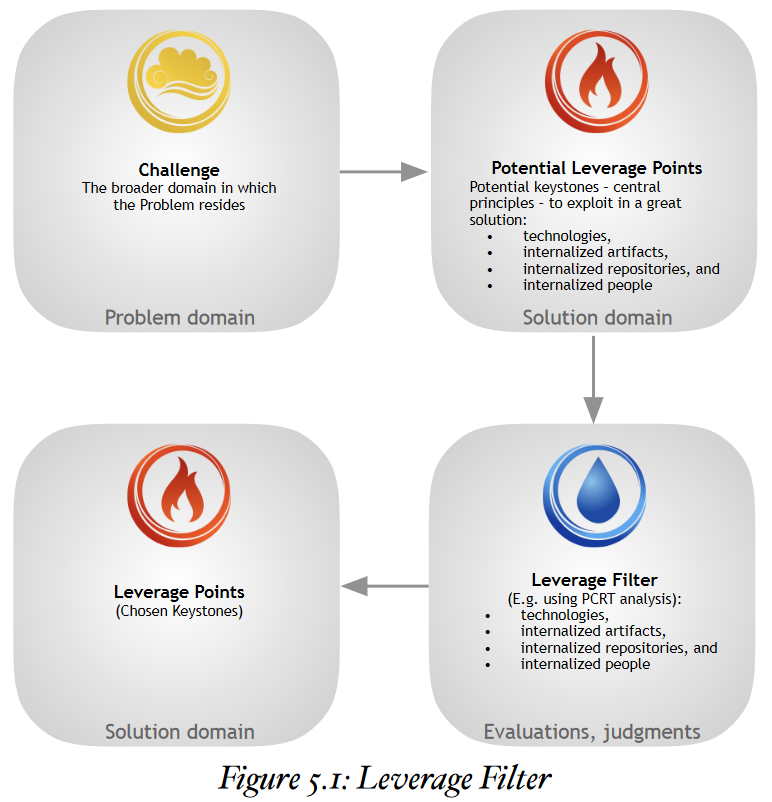 Challenge
The broader domain in which
the Problem resides
Problem domain
Potential Leverage Points
Potential keystones - central
principles - to exploit in a great
solution:
• technologies,
• internalized artifacts,
• internalized repositories, and
• internalized people
Solution domain
Leverage Filter
(E.g. using PCRT analysis):
• technologies,
• internalized artifacts,
• internalized repositories, and
• internalized people
Evaluations, judgments
Leverage Points
(Chosen Keystones)
Solution domain
Figure 5.1: Leverage Filter